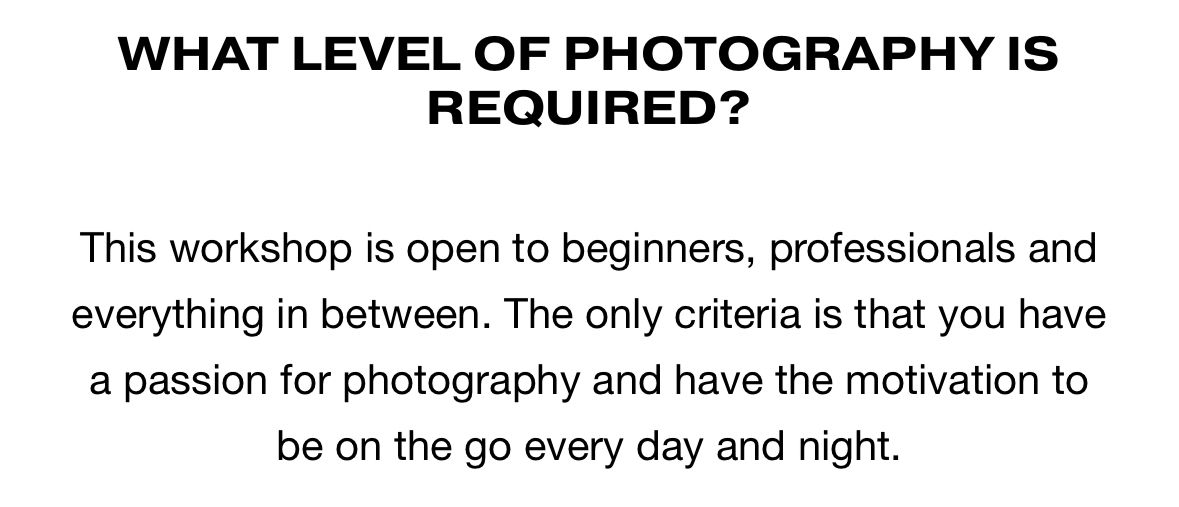 WHAT LEVEL OF PHOTOGRAPHY IS
REQUIRED?
This workshop is open to beginners, professionals and
everything in between. The only criteria is that you have
a passion for photography and have the motivation to
be on the go every day and night.